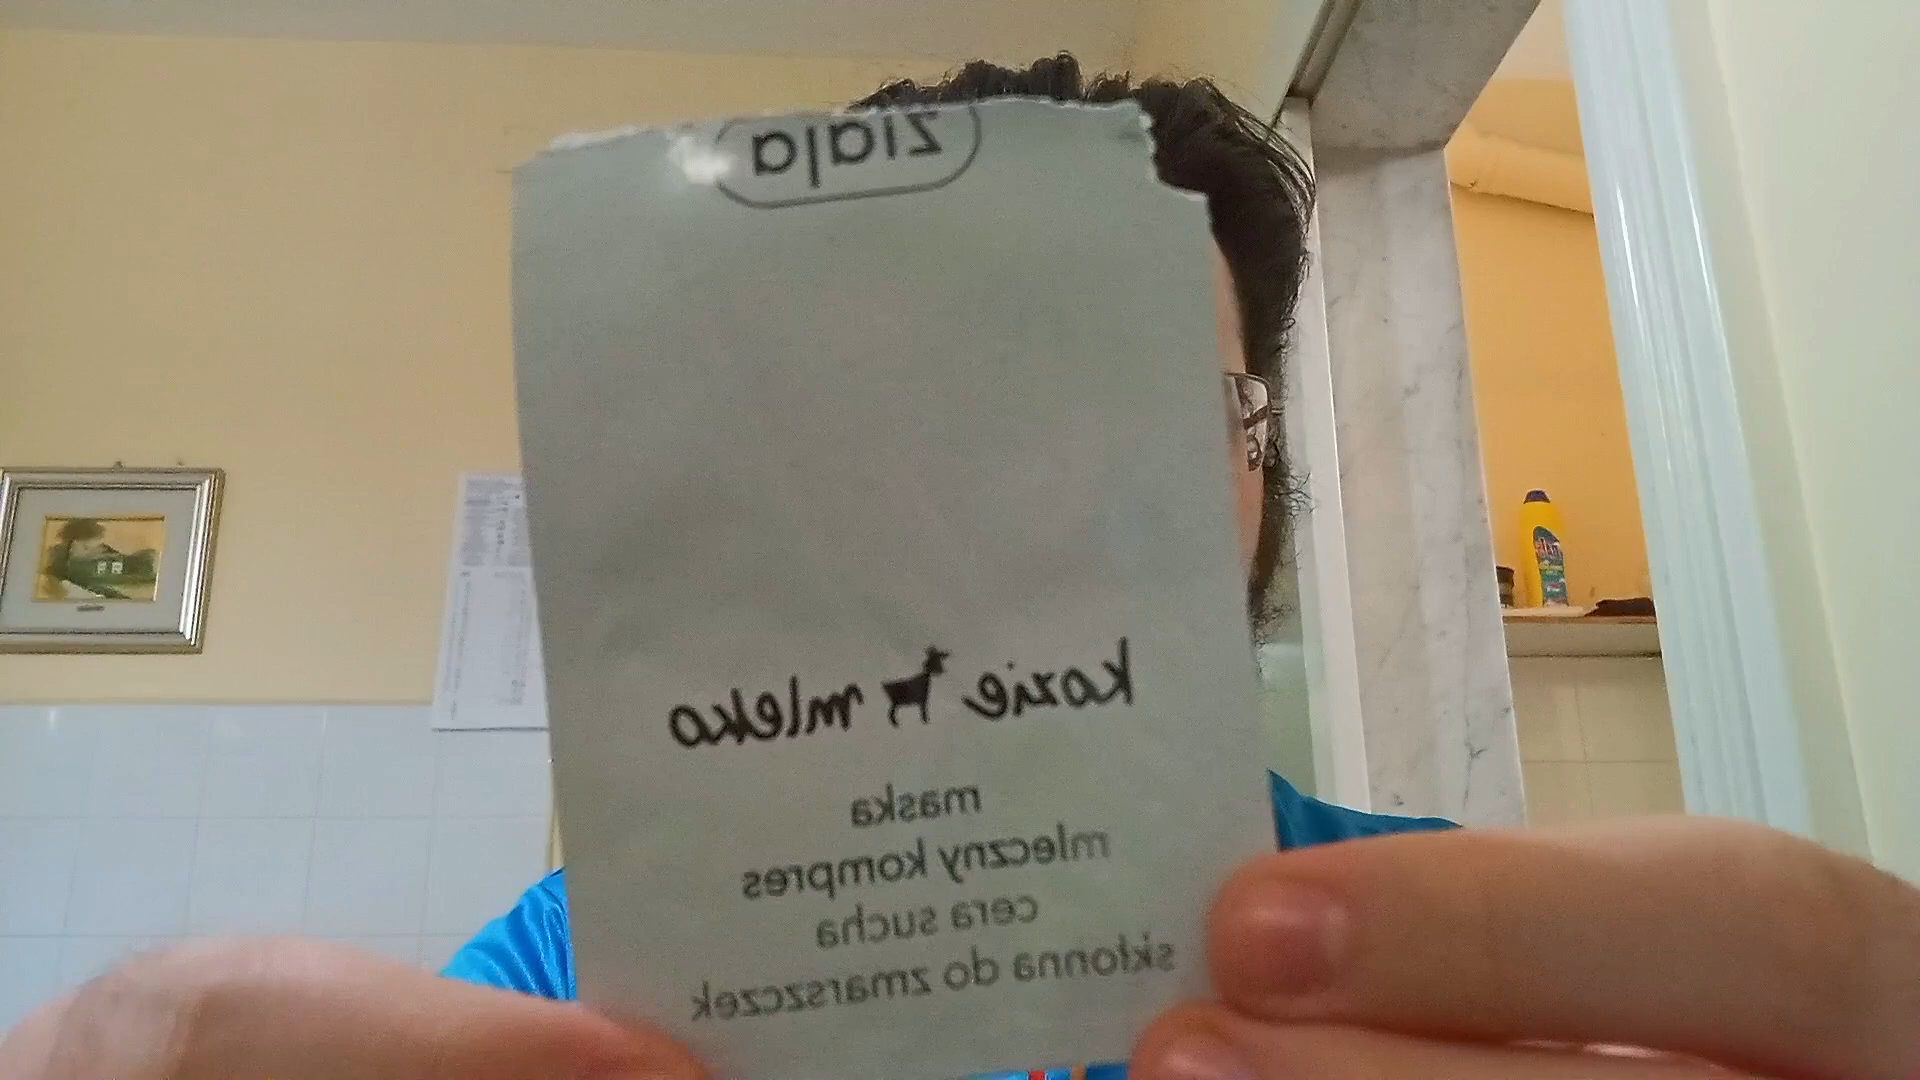 ziaja
kozie mleko
maska
mleczny kompres
cera sucha
skłonna do zmarszczek